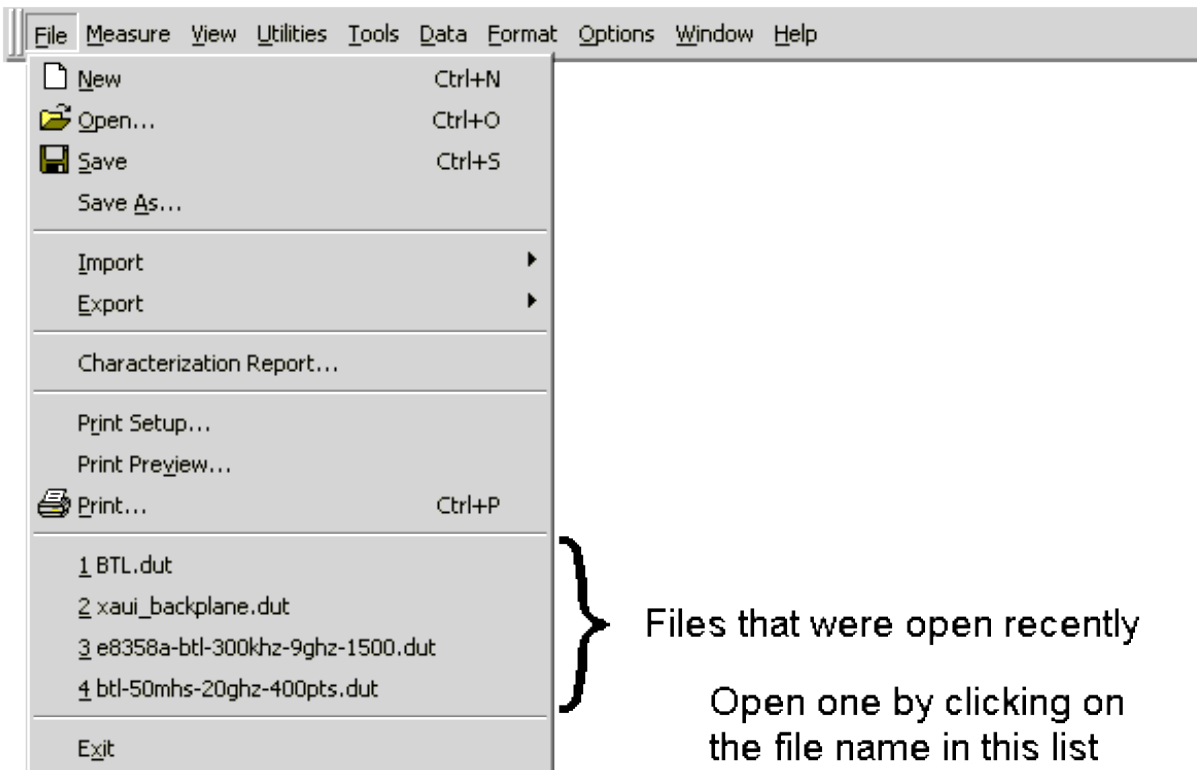 File Measure View Utilities Tools Data Format Options Window Help
New Ctrl+N
Open... Ctrl+O
Save Ctrl+S
Save As...
Import
Export
Characterization Report...
Print Setup...
Print Preview...
Print... Ctrl+P
1 BTL.dut
2 xaui_backplane.dut
3 e8358a-btl-300khz-9ghz-1500.dut
4 btl-50mhs-20ghz-400pts.dut
Exit
Files that were open recently
Open one by clicking on
the file name in this list